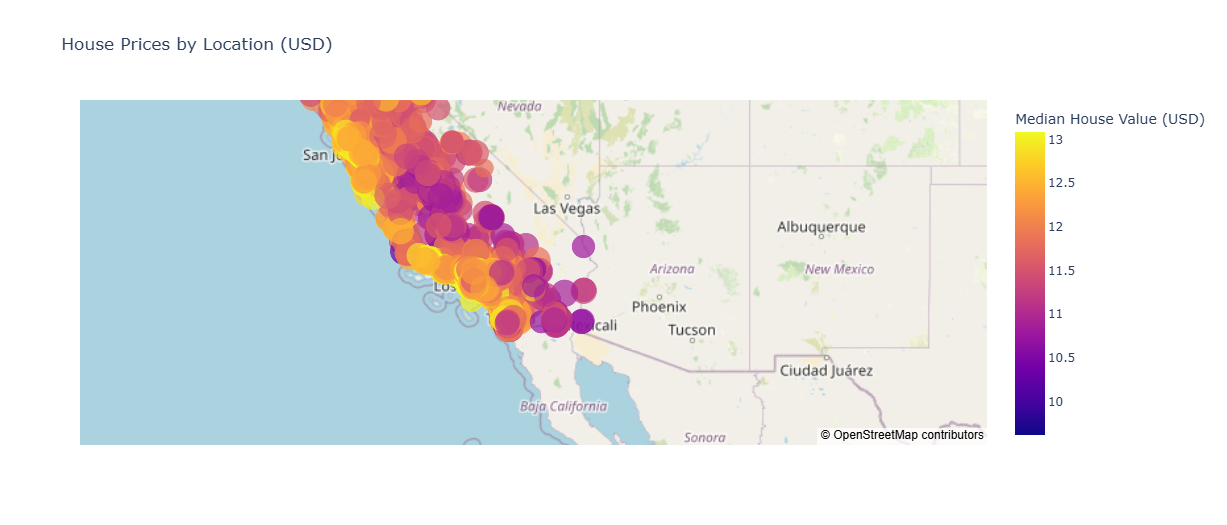 House Prices by Location (USD)
Nevada
San Jo
Las Vegas
Albuquerque
Arizona
New Mexico
Los
Phoenix
Tucson
xicali
Ciudad Juárez
Baja California
Sonora
© OpenStreetMap contributors
Median House Value (USD)
13
12.5
12
11.5
11
10.5
10